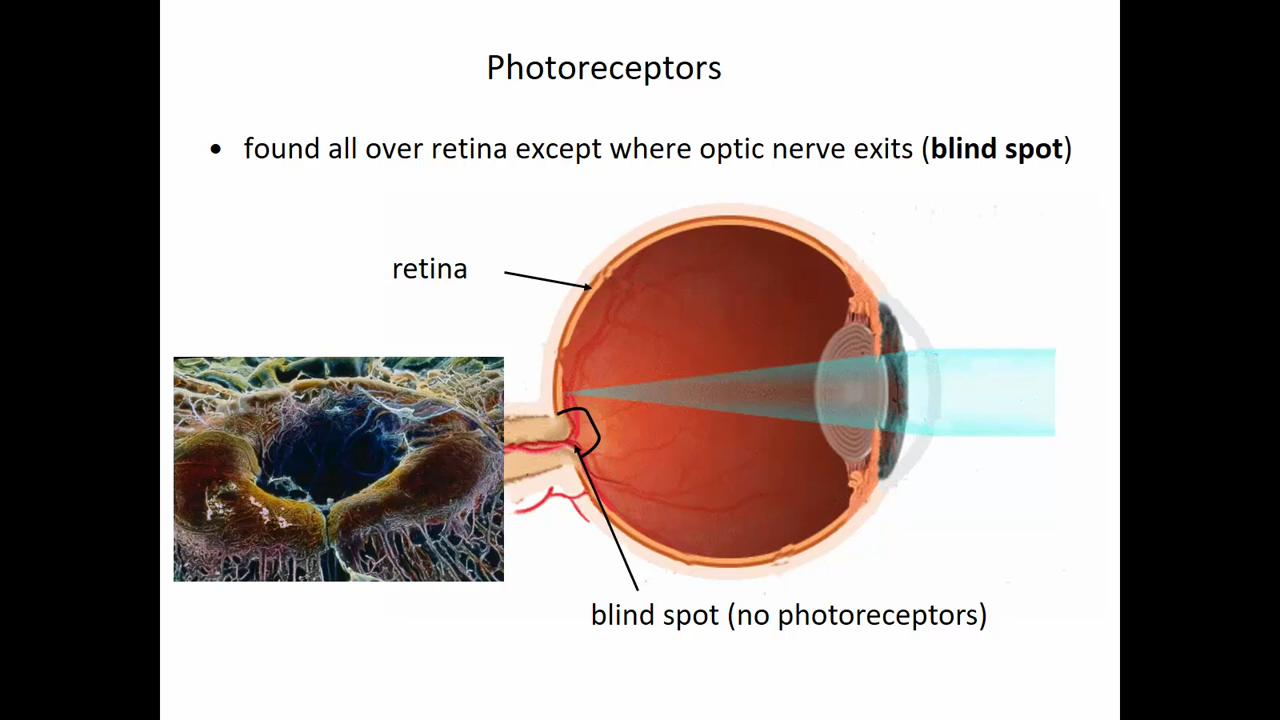 Photoreceptors
• found all over retina except where optic nerve exits (blind spot)
retina
blind spot (no photoreceptors)